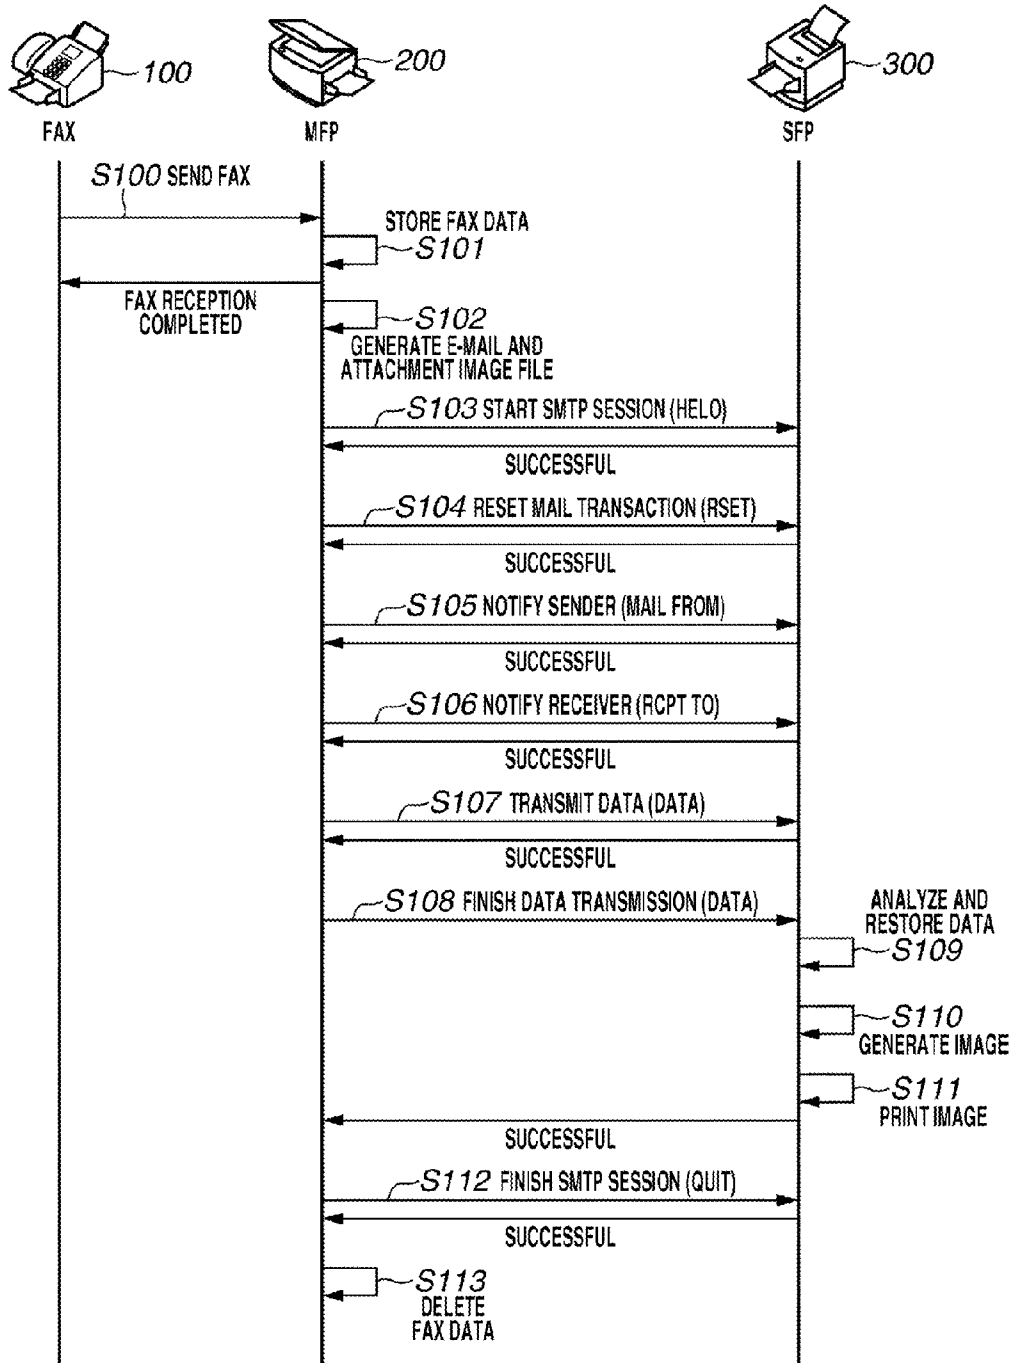 100
200
300
FAX
MFP
SFP
S100 SEND FAX
STORE FAX DATA
S101
FAX RECEPTION
COMPLETED
S102
GENERATE E-MAIL AND
ATTACHMENT IMAGE FILE
S103 START SMTP SESSION (HELO)
SUCCESSFUL
S104 RESET MAIL TRANSACTION (RSET)
SUCCESSFUL
S105 NOTIFY SENDER (MAIL FROM)
SUCCESSFUL
S106 NOTIFY RECEIVER (RCPT TO)
SUCCESSFUL
S107 TRANSMIT DATA (DATA)
SUCCESSFUL
S108 FINISH DATA TRANSMISSION (DATA)
ANALYZE AND
RESTORE DATA
S109
S110
GENERATE IMAGE
S111
PRINT IMAGE
SUCCESSFUL
S112 FINISH SMTP SESSION (QUIT)
SUCCESSFUL
S113
DELETE
FAX DATA